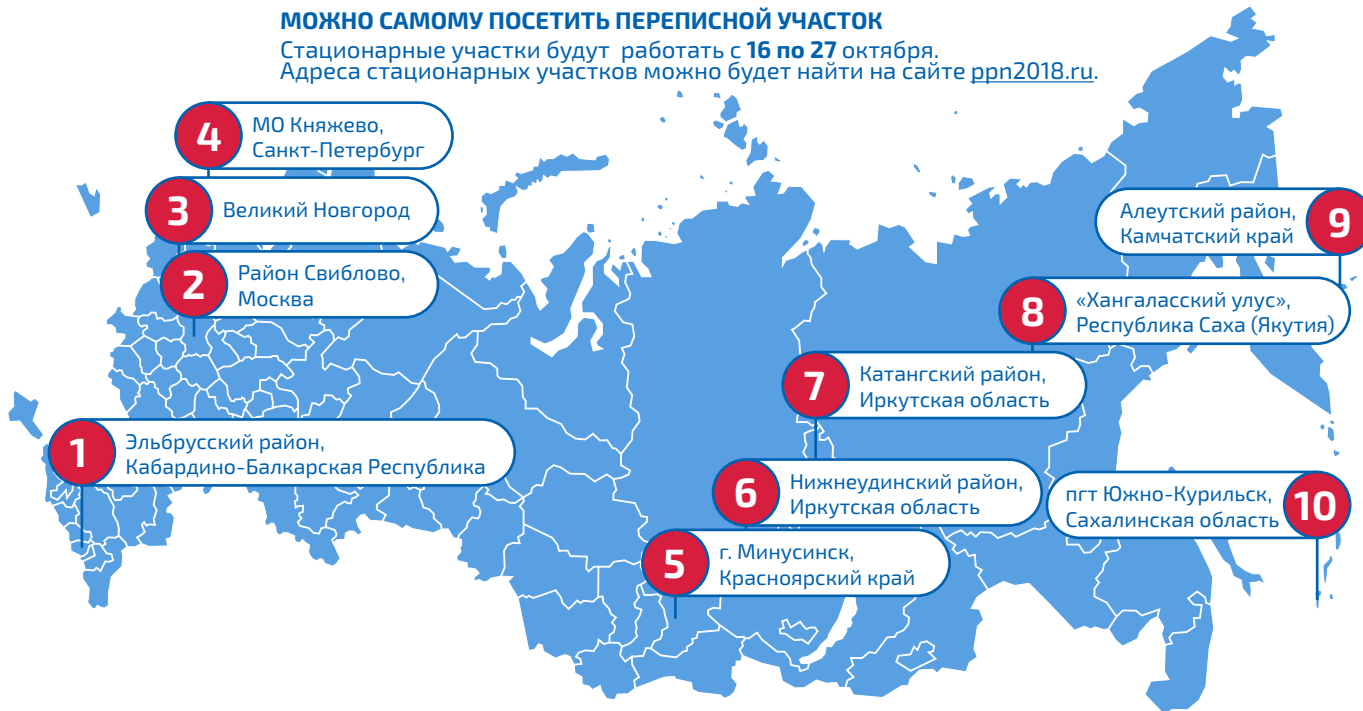 МОЖНО САМОМУ ПОСЕТИТЬ ПЕРЕПИСНОЙ УЧАСТОК
Стационарные участки будут работать с 16 по 27 октября.
Адреса стационарных участков можно будет найти на сайте ppn2018.ru.
4
МО Княжево,
Санкт-Петербург
3
Великий Новгород
2
Район Свиблово,
Москва
1
Эльбрусский район,
Кабардино-Балкарская Республика
9
Алеутский район,
Камчатский край
8
«Хангаласский улус»,
Республика Саха (Якутия)
7
Катангский район,
Иркутская область
6
Нижнеудинский район,
Иркутская область
10
пгт Южно-Курильск,
Сахалинская область
5
г. Минусинск,
Красноярский край